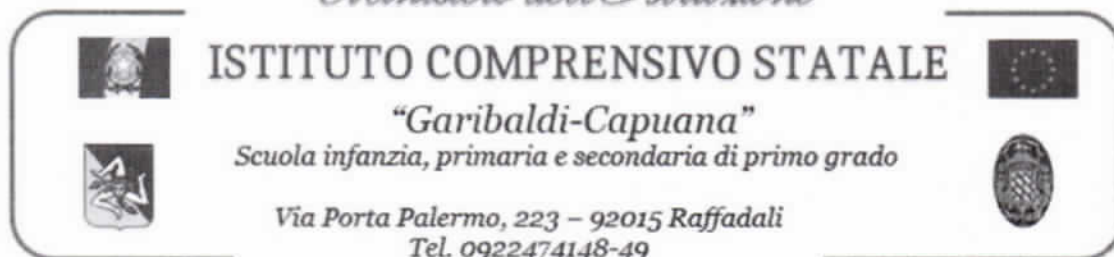 ISTITUTO COMPRENSIVO STATALE
"Garibaldi-Capuana"
Scuola infanzia, primaria e secondaria di primo grado
Via Porta Palermo, 223 – 92015 Raffadali
Tel. 0922474148-49